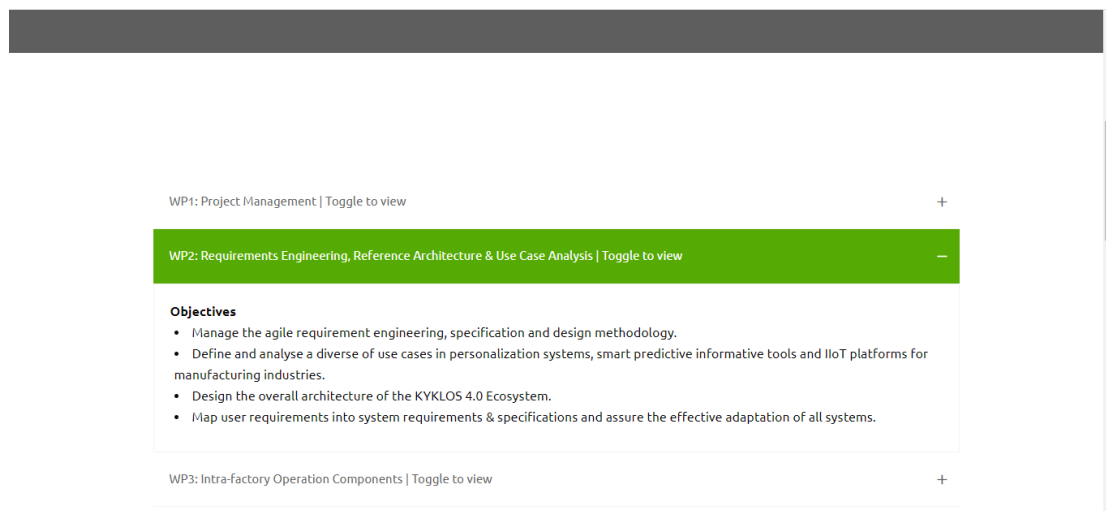 WP1: Project Management | Toggle to view
+
WP2: Requirements Engineering, Reference Architecture & Use Case Analysis | Toggle to view
−
Objectives
• Manage the agile requirement engineering, specification and design methodology.
• Define and analyse a diverse of use cases in personalization systems, smart predictive informative tools and IIoT platforms for
manufacturing industries.
• Design the overall architecture of the KYKLOS 4.0 Ecosystem.
• Map user requirements into system requirements & specifications and assure the effective adaptation of all systems.
WP3: Intra-factory Operation Components | Toggle to view
+